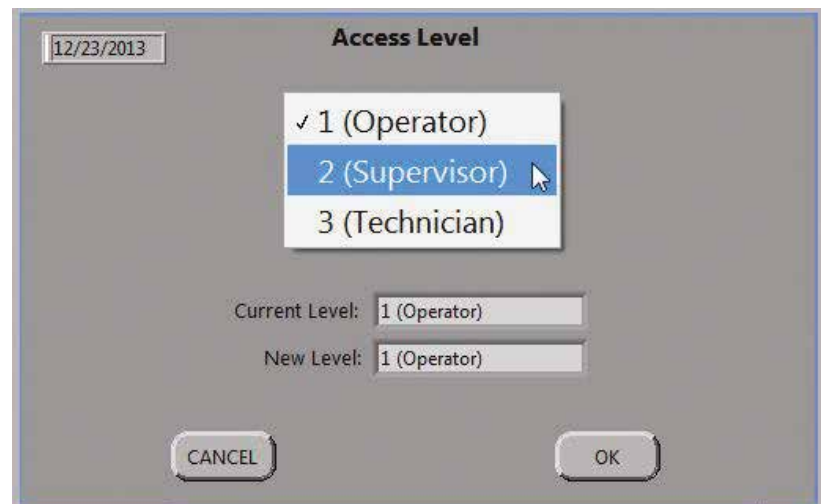 12/23/2013
Access Level
✓ 1 (Operator)
2 (Supervisor)
3 (Technician)
Current Level: 1 (Operator)
New Level: 1 (Operator)
CANCEL
OK